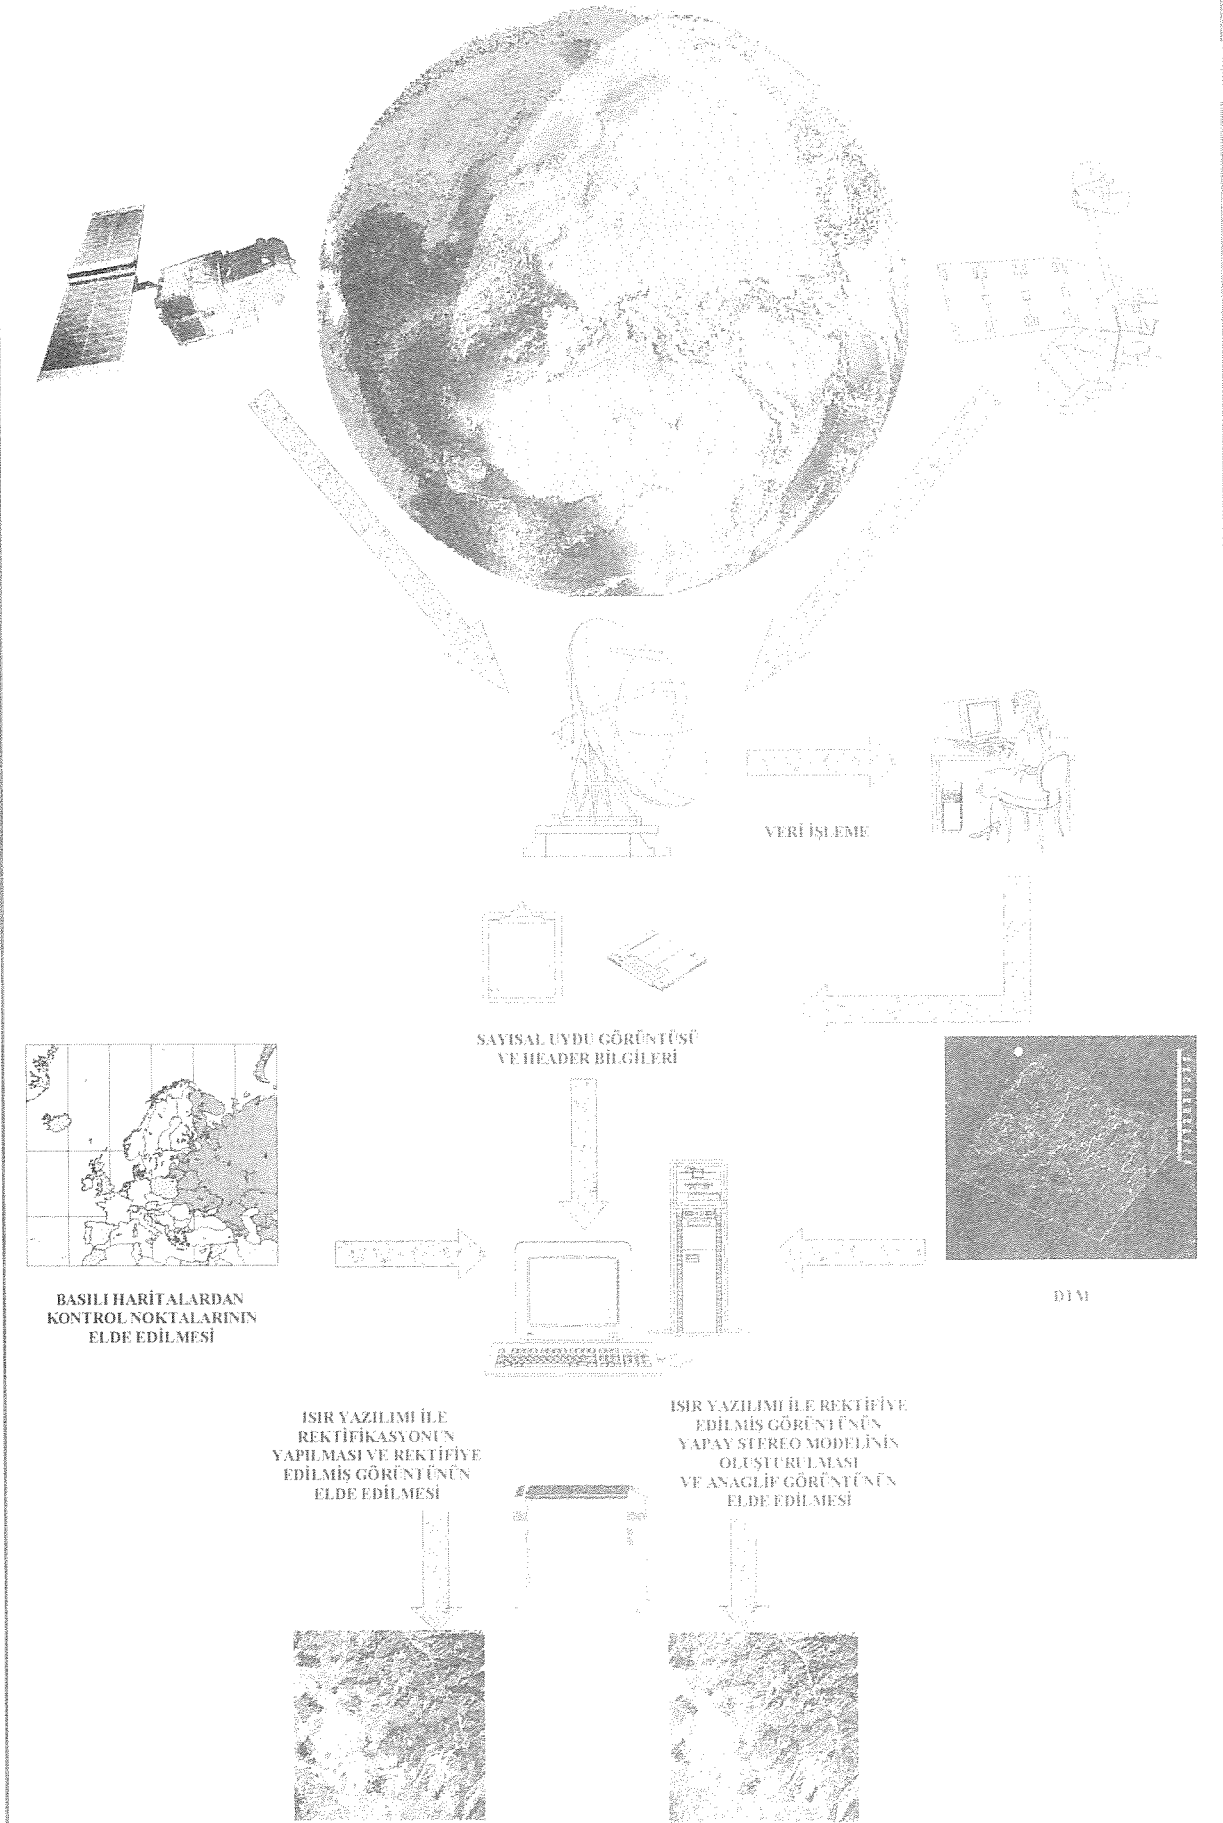 VERİ İŞLEME
SAYISAL UYDU GÖRÜNTÜSÜ
VE HEADER BİLGİLERİ
BASILI HARİTALARDAN
KONTROL NOKTALARININ
ELDE EDİLMESİ
DTM
ISIR YAZILIMI İLE
REKTİFİKASYONUN
YAPILMASI VE REKTİFİYE
EDİLMİŞ GÖRÜNTÜNÜN
ELDE EDİLMESİ
ISIR YAZILIMI İLE REKTİFİYE
EDİLMİŞ GÖRÜNTÜNÜN
YAPAY STEREO MODELİNİN
OLUŞTURULMASI
VE ANAGLİF GÖRÜNTÜNÜN
ELDE EDİLMESİ